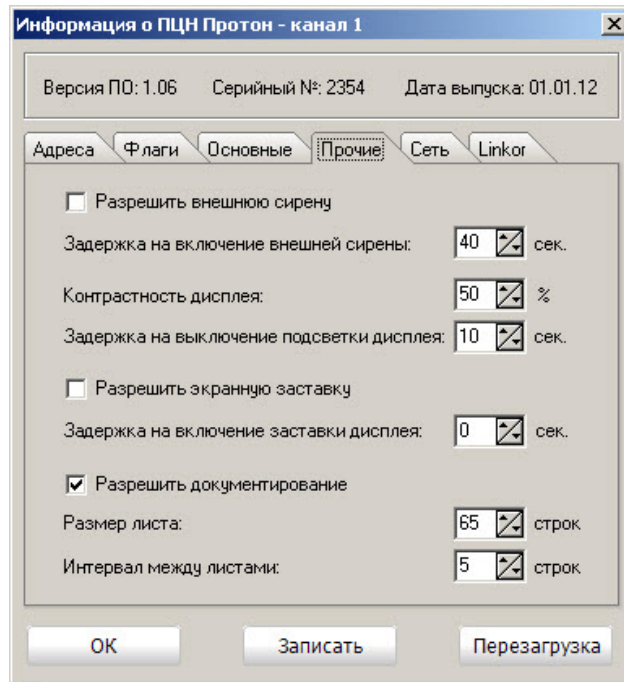 Информация о ПЦН Протон - канал 1
Версия ПО: 1.06 Серийный №: 2354 Дата выпуска: 01.01.12
Адреса Флаги Основные Прочие Сеть Linkor
Разрешить внешнюю сирену
Задержка на включение внешней сирены: 40 сек.
Контрастность дисплея: 50 %
Задержка на выключение подсветки дисплея: 10 сек.
Разрешить экранную заставку
Задержка на включение заставки дисплея: 0 сек.
Разрешить документирование
Размер листа: 65 строк
Интервал между листами: 5 строк
ОК Записать Перезагрузка